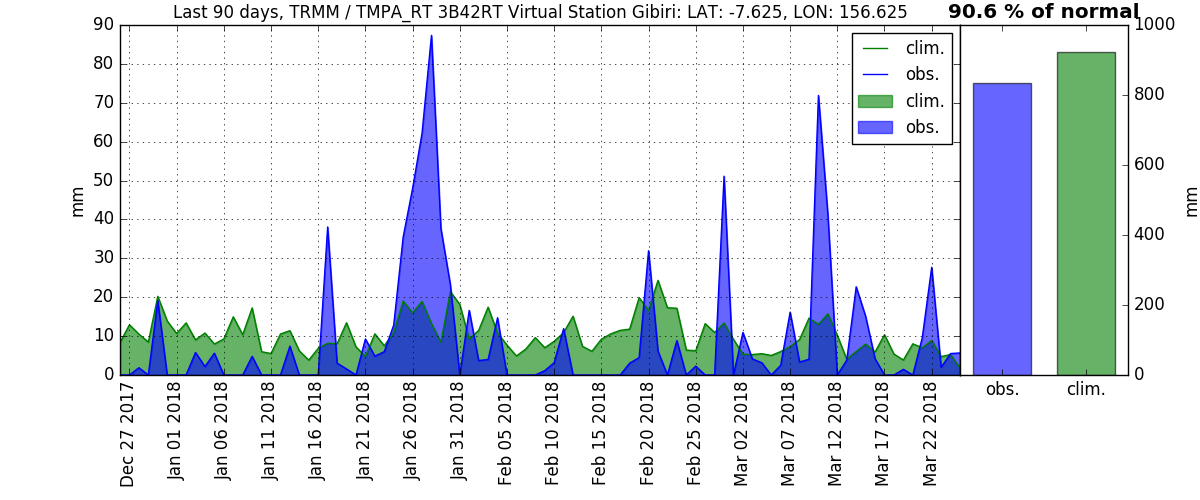 Last 90 days, TRMM / TMPA_RT 3B42RT Virtual Station Gibiri: LAT: -7.625, LON: 156.625
90.6 % of normal
90
80
70
60
50
40
30
20
10
0
mm
clim.
obs.
clim.
obs.
1000
800
600
400
200
0
mm
obs.
clim.
Dec 27 2017
Jan 01 2018
Jan 06 2018
Jan 11 2018
Jan 16 2018
Jan 21 2018
Jan 26 2018
Jan 31 2018
Feb 05 2018
Feb 10 2018
Feb 15 2018
Feb 20 2018
Feb 25 2018
Mar 02 2018
Mar 07 2018
Mar 12 2018
Mar 17 2018
Mar 22 2018